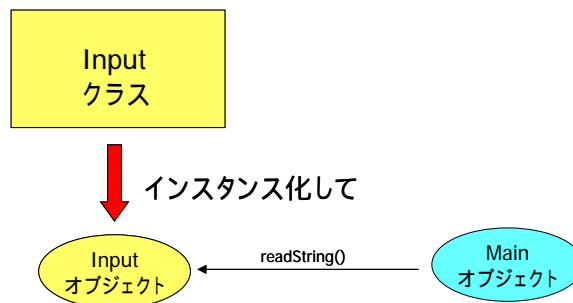 Input
クラス
インスタンス化して
Input
オブジェクト
readString()
Main
オブジェクト